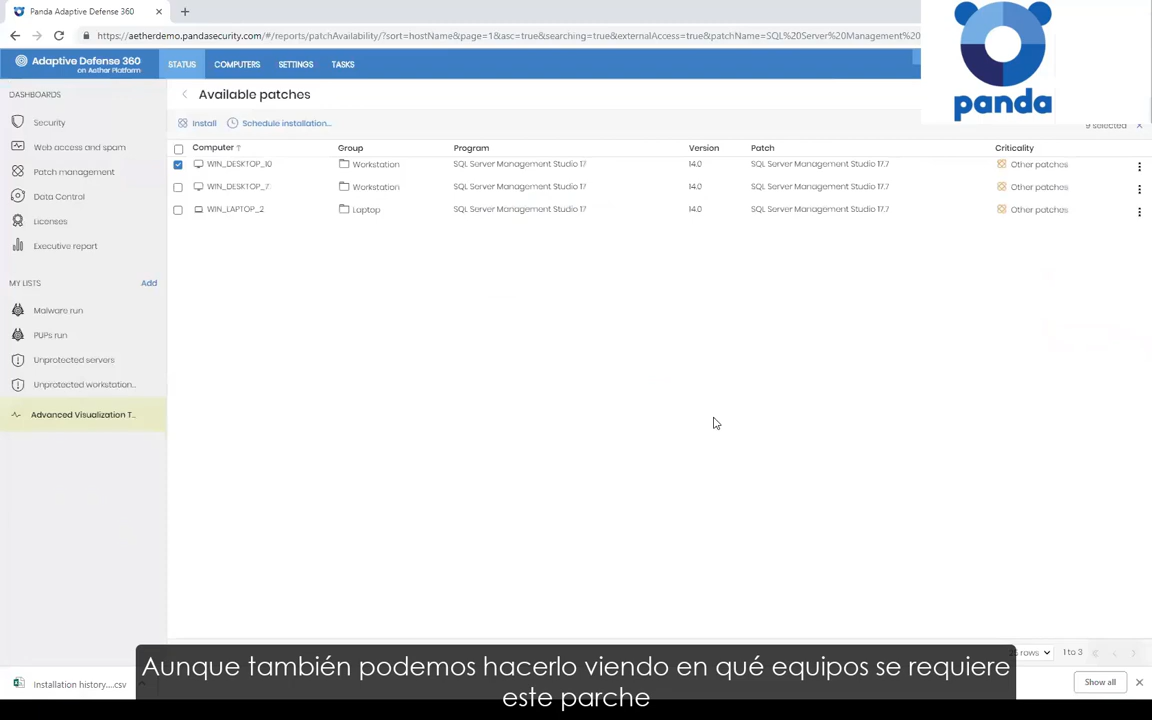 Panda Adaptive Defense 360
https://aetherdemo.pandasecurity.com/#/reports/patchAvailability/?sort=hostName&page=1&asc=true&searching=true&externalAccess=true&patchName=SQL%20Server%20Management%20
panda
Adaptive Defense 360
on Aether Platform
STATUS
COMPUTERS
SETTINGS
TASKS
DASHBOARDS
Security
Web access and spam
Patch management
Data Control
Licenses
Executive report
MY LISTS
Add
Malware run
PUPs run
Unprotected servers
Unprotected workstation..
Advanced Visualization T..
Available patches
Install
Schedule installation...
9 selected
Computer Group Program Version Patch Criticality
WIN_DESKTOP_10 Workstation SQL Server Management Studio 17 14.0 SQL Server Management Studio 17.7 Other patches
WIN_DESKTOP_7 Workstation SQL Server Management Studio 17 14.0 SQL Server Management Studio 17.7 Other patches
WIN_LAPTOP_2 Laptop SQL Server Management Studio 17 14.0 SQL Server Management Studio 17.7 Other patches
rows
1 to 3
Aunque también podemos hacerlo viendo en qué equipos se requiere
este parche
Installation history....csv
Show all